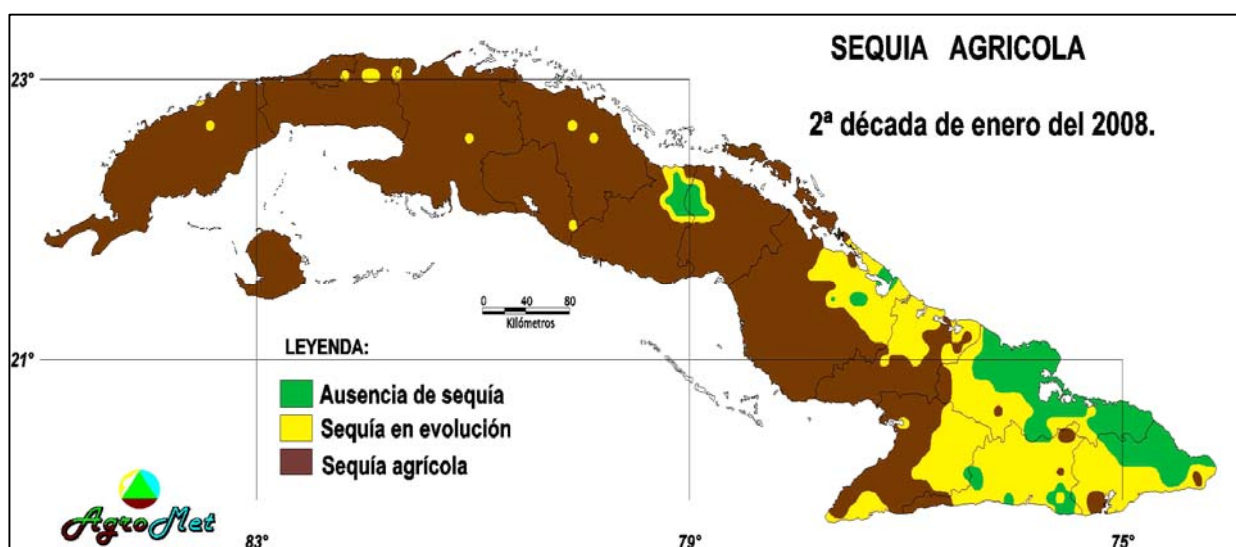 SEQUIA AGRICOLA
2ª década de enero del 2008.
23°
21°
0 40 80
Kilómetros
LEYENDA:
Ausencia de sequía
Sequía en evolución
Sequía agrícola
AgroMet
83°
79°
75°